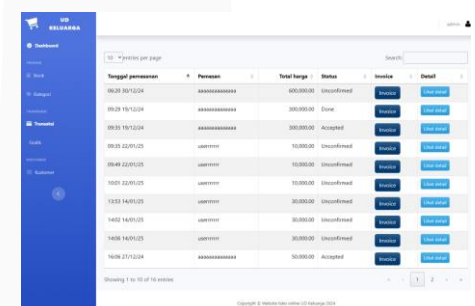 UD
KELUARGA
admin
Dashboard
Stock
Kategori
Transaksi
Grafik
Kustomer
10 entries per page
Search:
Tanggal pemesanan Pemesan Total harga Status Invoice Detail
06:20 30/12/24 aaaaaaaaaaaaaa 600,000.00 Unconfirmed Invoice Lihat detail
09:29 19/12/24 aaaaaaaaaaaaaa 300,000.00 Done Invoice Lihat detail
09:35 19/12/24 aaaaaaaaaaaaaa 300,000.00 Accepted Invoice Lihat detail
09:35 22/01/25 userrrrrr 10,000.00 Unconfirmed Invoice Lihat detail
09:49 22/01/25 userrrrrr 10,000.00 Unconfirmed Invoice Lihat detail
10:01 22/01/25 userrrrrr 10,000.00 Unconfirmed Invoice Lihat detail
13:53 14/01/25 userrrrrr 30,000.00 Unconfirmed Invoice Lihat detail
14:02 14/01/25 userrrrrr 30,000.00 Unconfirmed Invoice Lihat detail
14:06 14/01/25 userrrrrr 30,000.00 Unconfirmed Invoice Lihat detail
16:06 27/12/24 aaaaaaaaaaaaaa 50,000.00 Accepted Invoice Lihat detail
Showing 1 to 10 of 16 entries
« ‹ 1 2 › »
Copyright © Website toko online UD Keluarga 2024